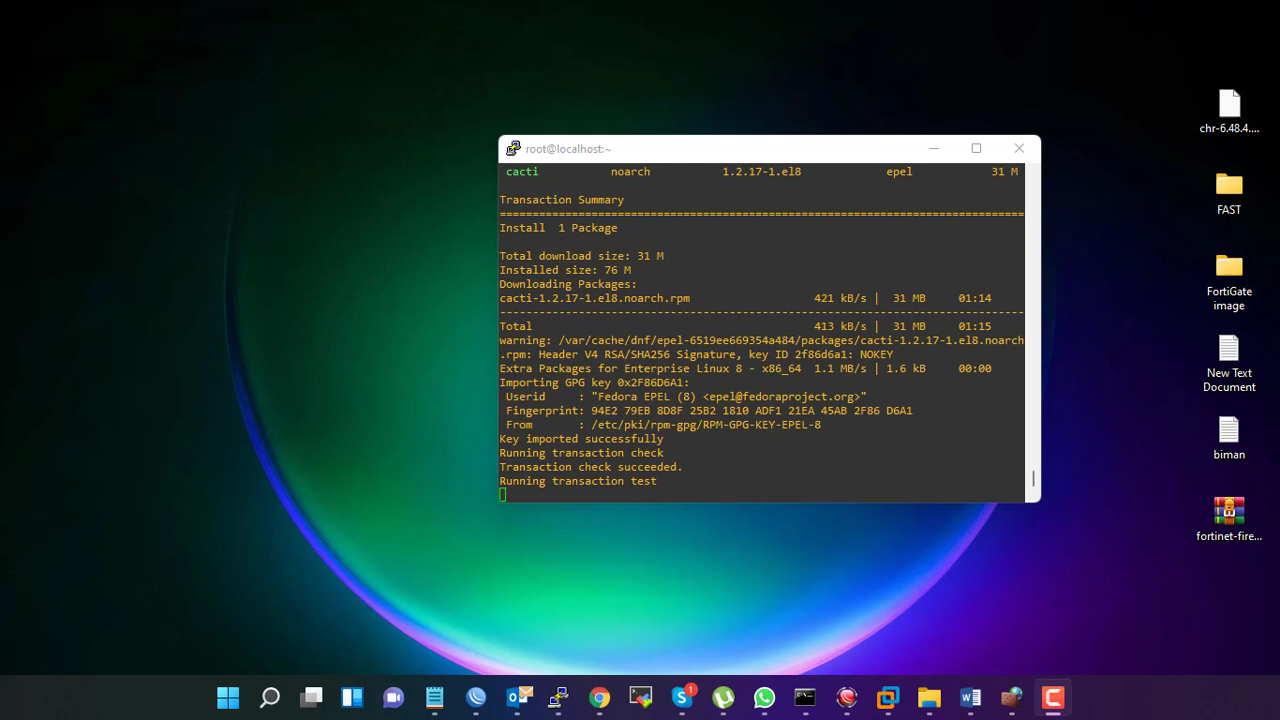 root@localhost:~
cacti noarch 1.2.17-1.el8 epel 31 M
Transaction Summary
================================================================================
Install 1 Package
Total download size: 31 M
Installed size: 76 M
Downloading Packages:
cacti-1.2.17-1.el8.noarch.rpm 421 kB/s | 31 MB 01:14
--------------------------------------------------------------------------------
Total 413 kB/s | 31 MB 01:15
warning: /var/cache/dnf/epel-6519ee669354a484/packages/cacti-1.2.17-1.el8.noarch
.rpm: Header V4 RSA/SHA256 Signature, key ID 2f86d6a1: NOKEY
Extra Packages for Enterprise Linux 8 - x86_64 1.1 MB/s | 1.6 kB 00:00
Importing GPG key 0x2F86D6A1:
Userid : "Fedora EPEL (8) <epel@fedoraproject.org>"
Fingerprint: 94E2 79EB 8D8F 25B2 1810 ADF1 21EA 45AB 2F86 D6A1
From : /etc/pki/rpm-gpg/RPM-GPG-KEY-EPEL-8
Key imported successfully
Running transaction check
Transaction check succeeded.
Running transaction test
chr-6.48.4....
FAST
FortiGate
image
New Text
Document
biman
fortinet-fire...
1